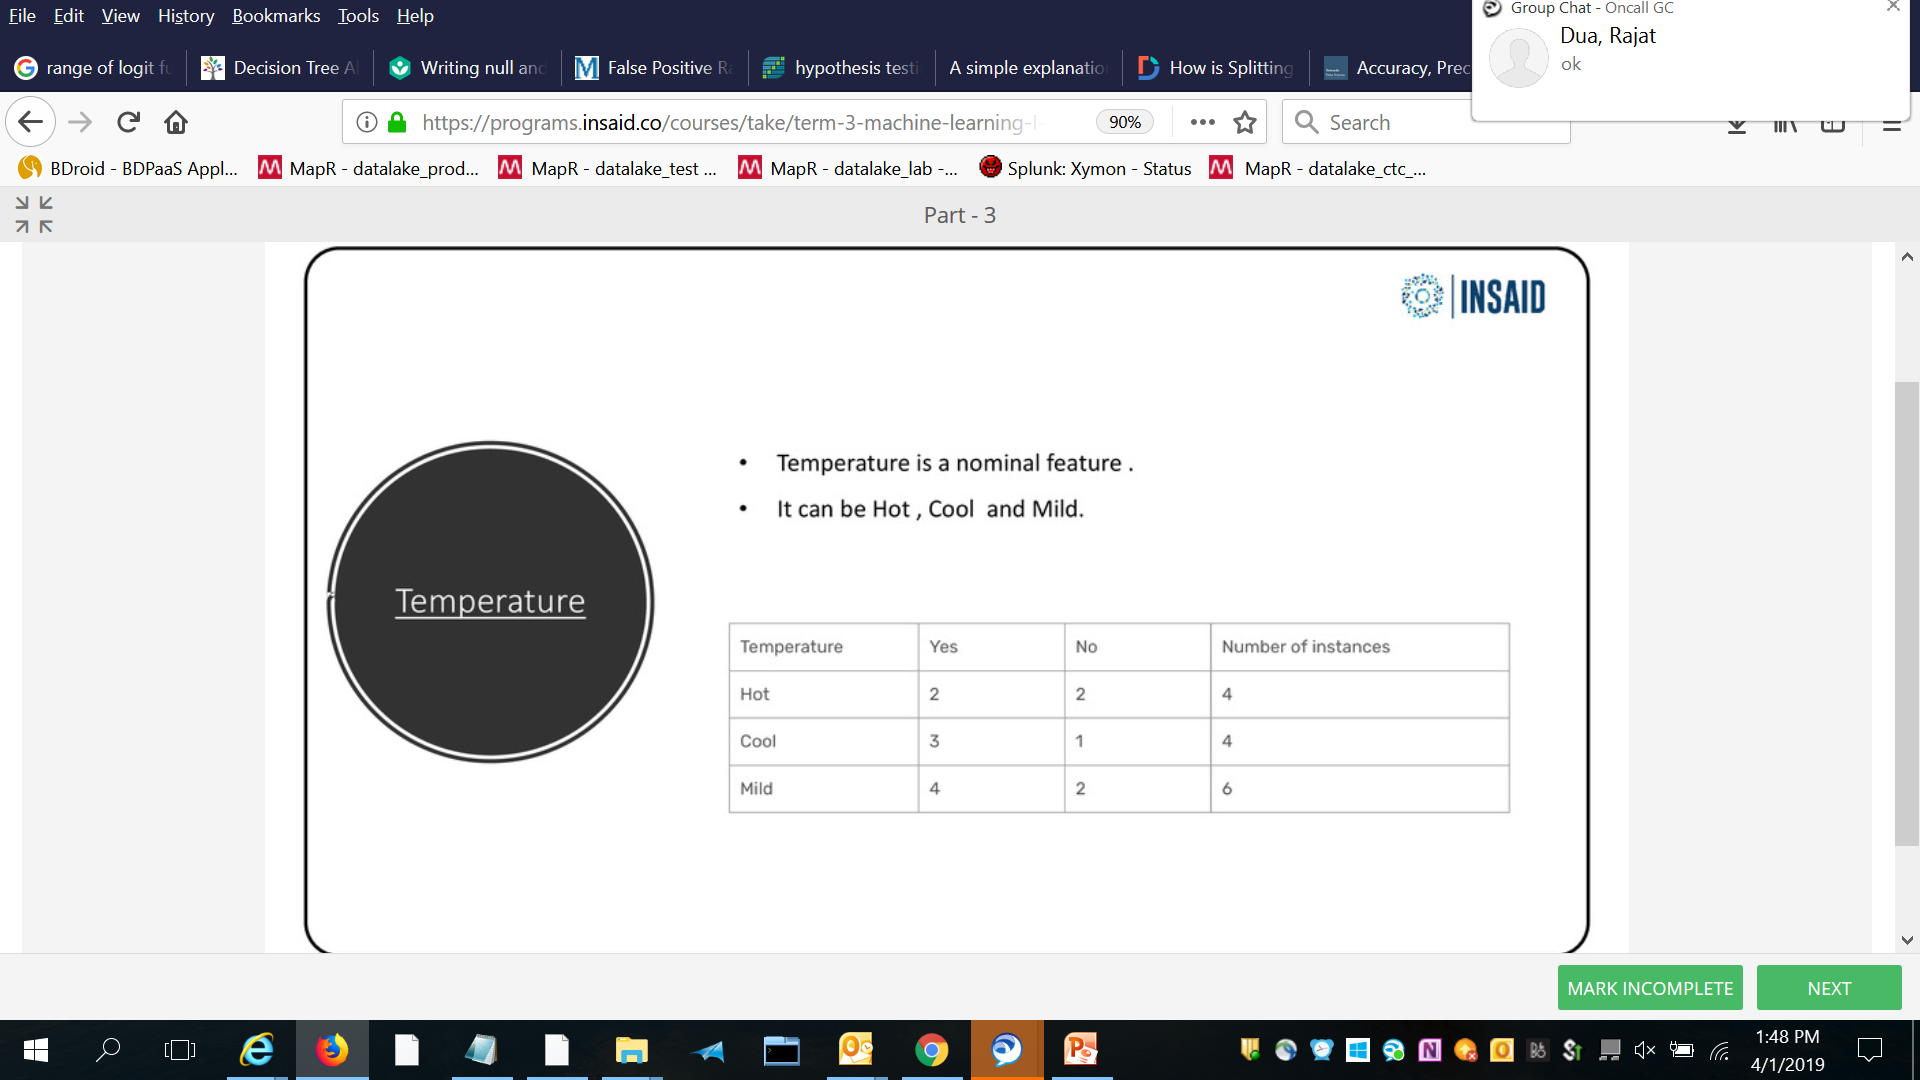 File Edit View History Bookmarks Tools Help
Group Chat - Oncall GC
Dua, Rajat
ok
range of logit fu
Decision Tree Al
Writing null and
False Positive Ra
hypothesis testi
A simple explanation
How is Splitting
Accuracy, Prec
https://programs.insaid.co/courses/take/term-3-machine-learning-l
90%
Search
BDroid - BDPaaS Appl...
MapR - datalake_prod...
MapR - datalake_test ...
MapR - datalake_lab -...
Splunk: Xymon - Status
MapR - datalake_ctc_...
Part - 3
INSAID
• Temperature is a nominal feature .
• It can be Hot , Cool and Mild.
Temperature
Temperature Yes No Number of instances
Hot 2 2 4
Cool 3 1 4
Mild 4 2 6
MARK INCOMPLETE
NEXT
1:48 PM
4/1/2019